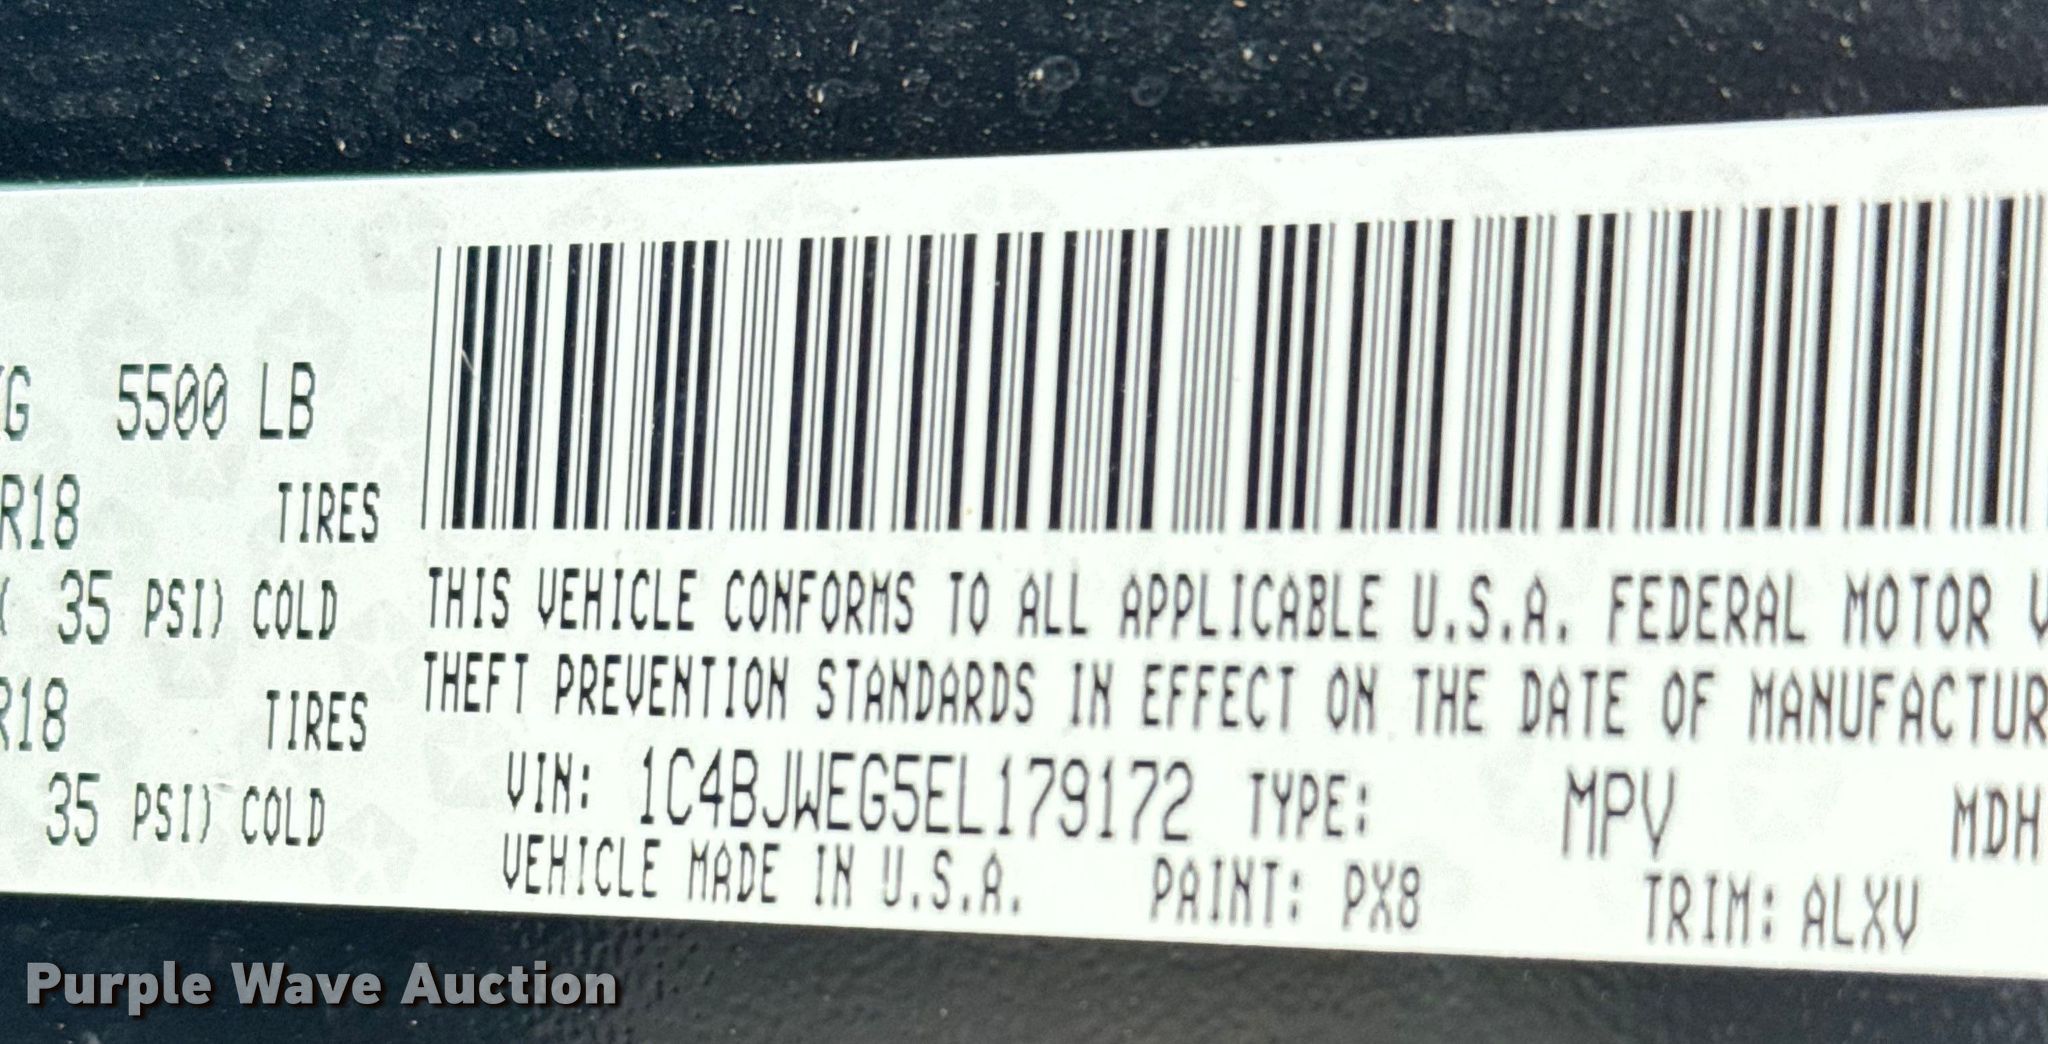 G 5500 LB
R18 TIRES
( 35 PSI) COLD
R18 TIRES
35 PSI) COLD
THIS VEHICLE CONFORMS TO ALL APPLICABLE U.S.A. FEDERAL MOTOR V
THEFT PREVENTION STANDARDS IN EFFECT ON THE DATE OF MANUFACTUR
VIN: 1C4BJWEG5EL179172 TYPE: MPV MDH
VEHICLE MADE IN U.S.A. PAINT: PX8 TRIM: ALXV
Purple Wave Auction